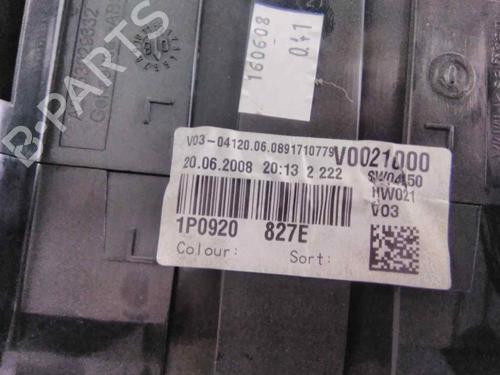 160608
041
V03-04120.06.0891710779
V0021000
20.06.2008 20:13 2 222
SW0450
HW021
V03
1P0920 827E
Colour: Sort:
B-PARTS